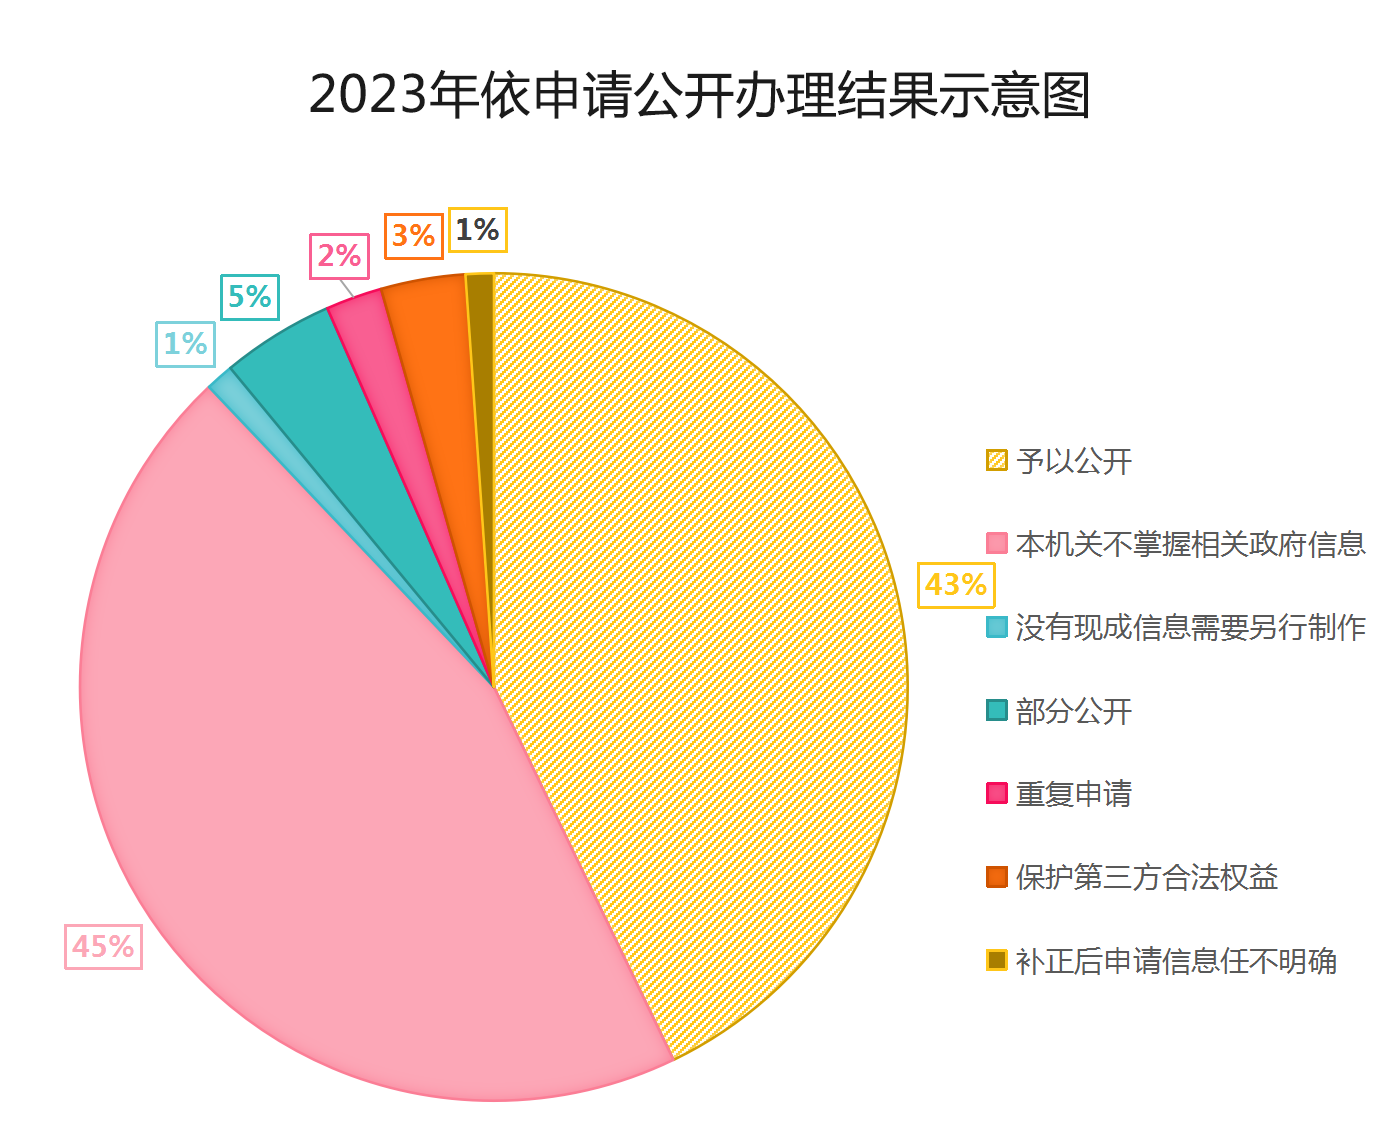 2023年依申请公开办理结果示意图
1%
3%
2%
5%
1%
予以公开
本机关不掌握相关政府信息
43%
没有现成信息需要另行制作
部分公开
重复申请
保护第三方合法权益
45%
补正后申请信息任不明确